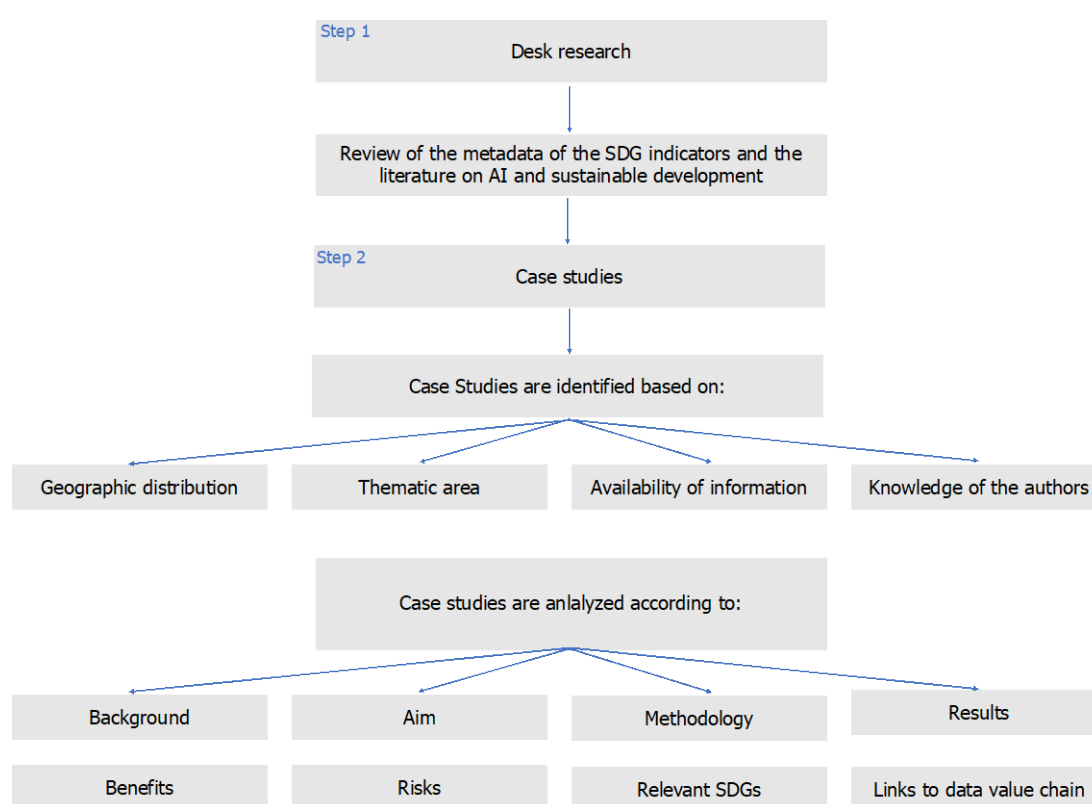 Step 1
Desk research
Review of the metadata of the SDG indicators and the
literature on AI and sustainable development
Step 2
Case studies
Case Studies are identified based on:
Geographic distribution
Thematic area
Availability of information
Knowledge of the authors
Case studies are anlalyzed according to:
Background
Aim
Methodology
Results
Benefits
Risks
Relevant SDGs
Links to data value chain